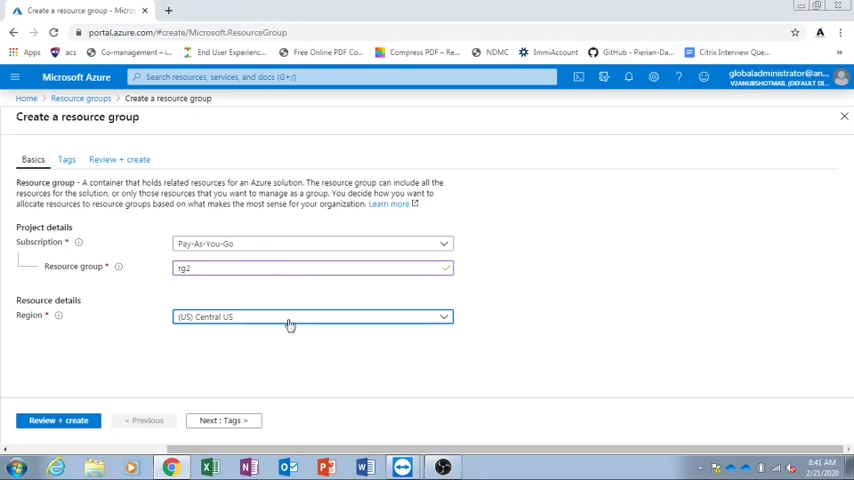 Create a resource group - Micros
portal.azure.com/#create/Microsoft.ResourceGroup
Apps acs Co-management – i... End User Experienc... Free Online PDF Co... Compress PDF – Re... NDMC ImmiAccount GitHub - Pierian-Da... Citrix Interview Que...
Microsoft Azure Search resources, services, and docs (G+/) globaladministrator@an...
V2ANUBSHOTMAIL (DEFAULT DI...
Home > Resource groups > Create a resource group
Create a resource group
Basics Tags Review + create
Resource group - A container that holds related resources for an Azure solution. The resource group can include all the
resources for the solution, or only those resources that you want to manage as a group. You decide how you want to
allocate resources to resource groups based on what makes the most sense for your organization. Learn more
Project details
Subscription * Pay-As-You-Go
Resource group * rg2
Resource details
Region * (US) Central US
Review + create < Previous Next : Tags >
8:41 AM
2/21/2020